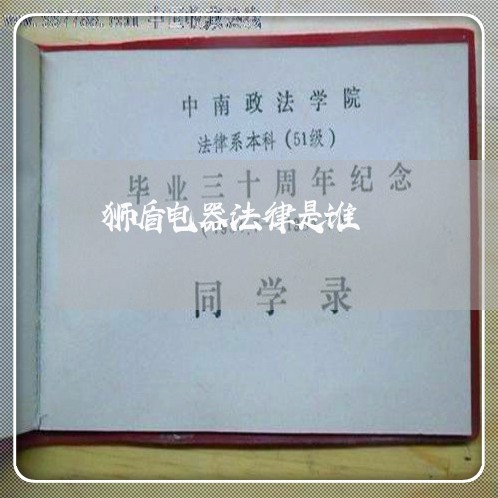 中南政法学院
法律系本科(51级)
毕业三十周年纪念
狮盾电器法律是谁
同学录